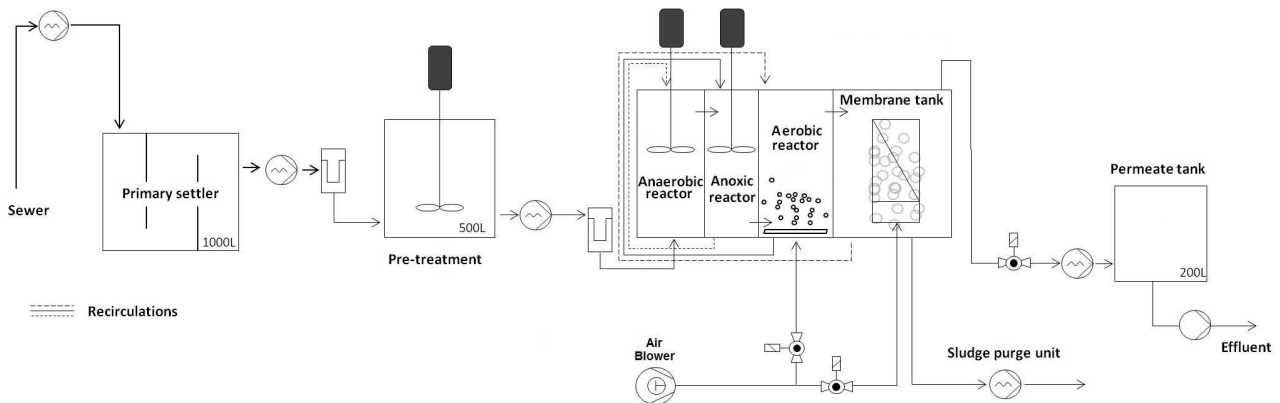 Sewer
Primary settler
1000L
500L
Pre-treatment
Anaerobic
reactor
Anoxic
reactor
Aerobic
reactor
Membrane tank
Permeate tank
200L
Effluent
Recirculations
Air
Blower
Sludge purge unit